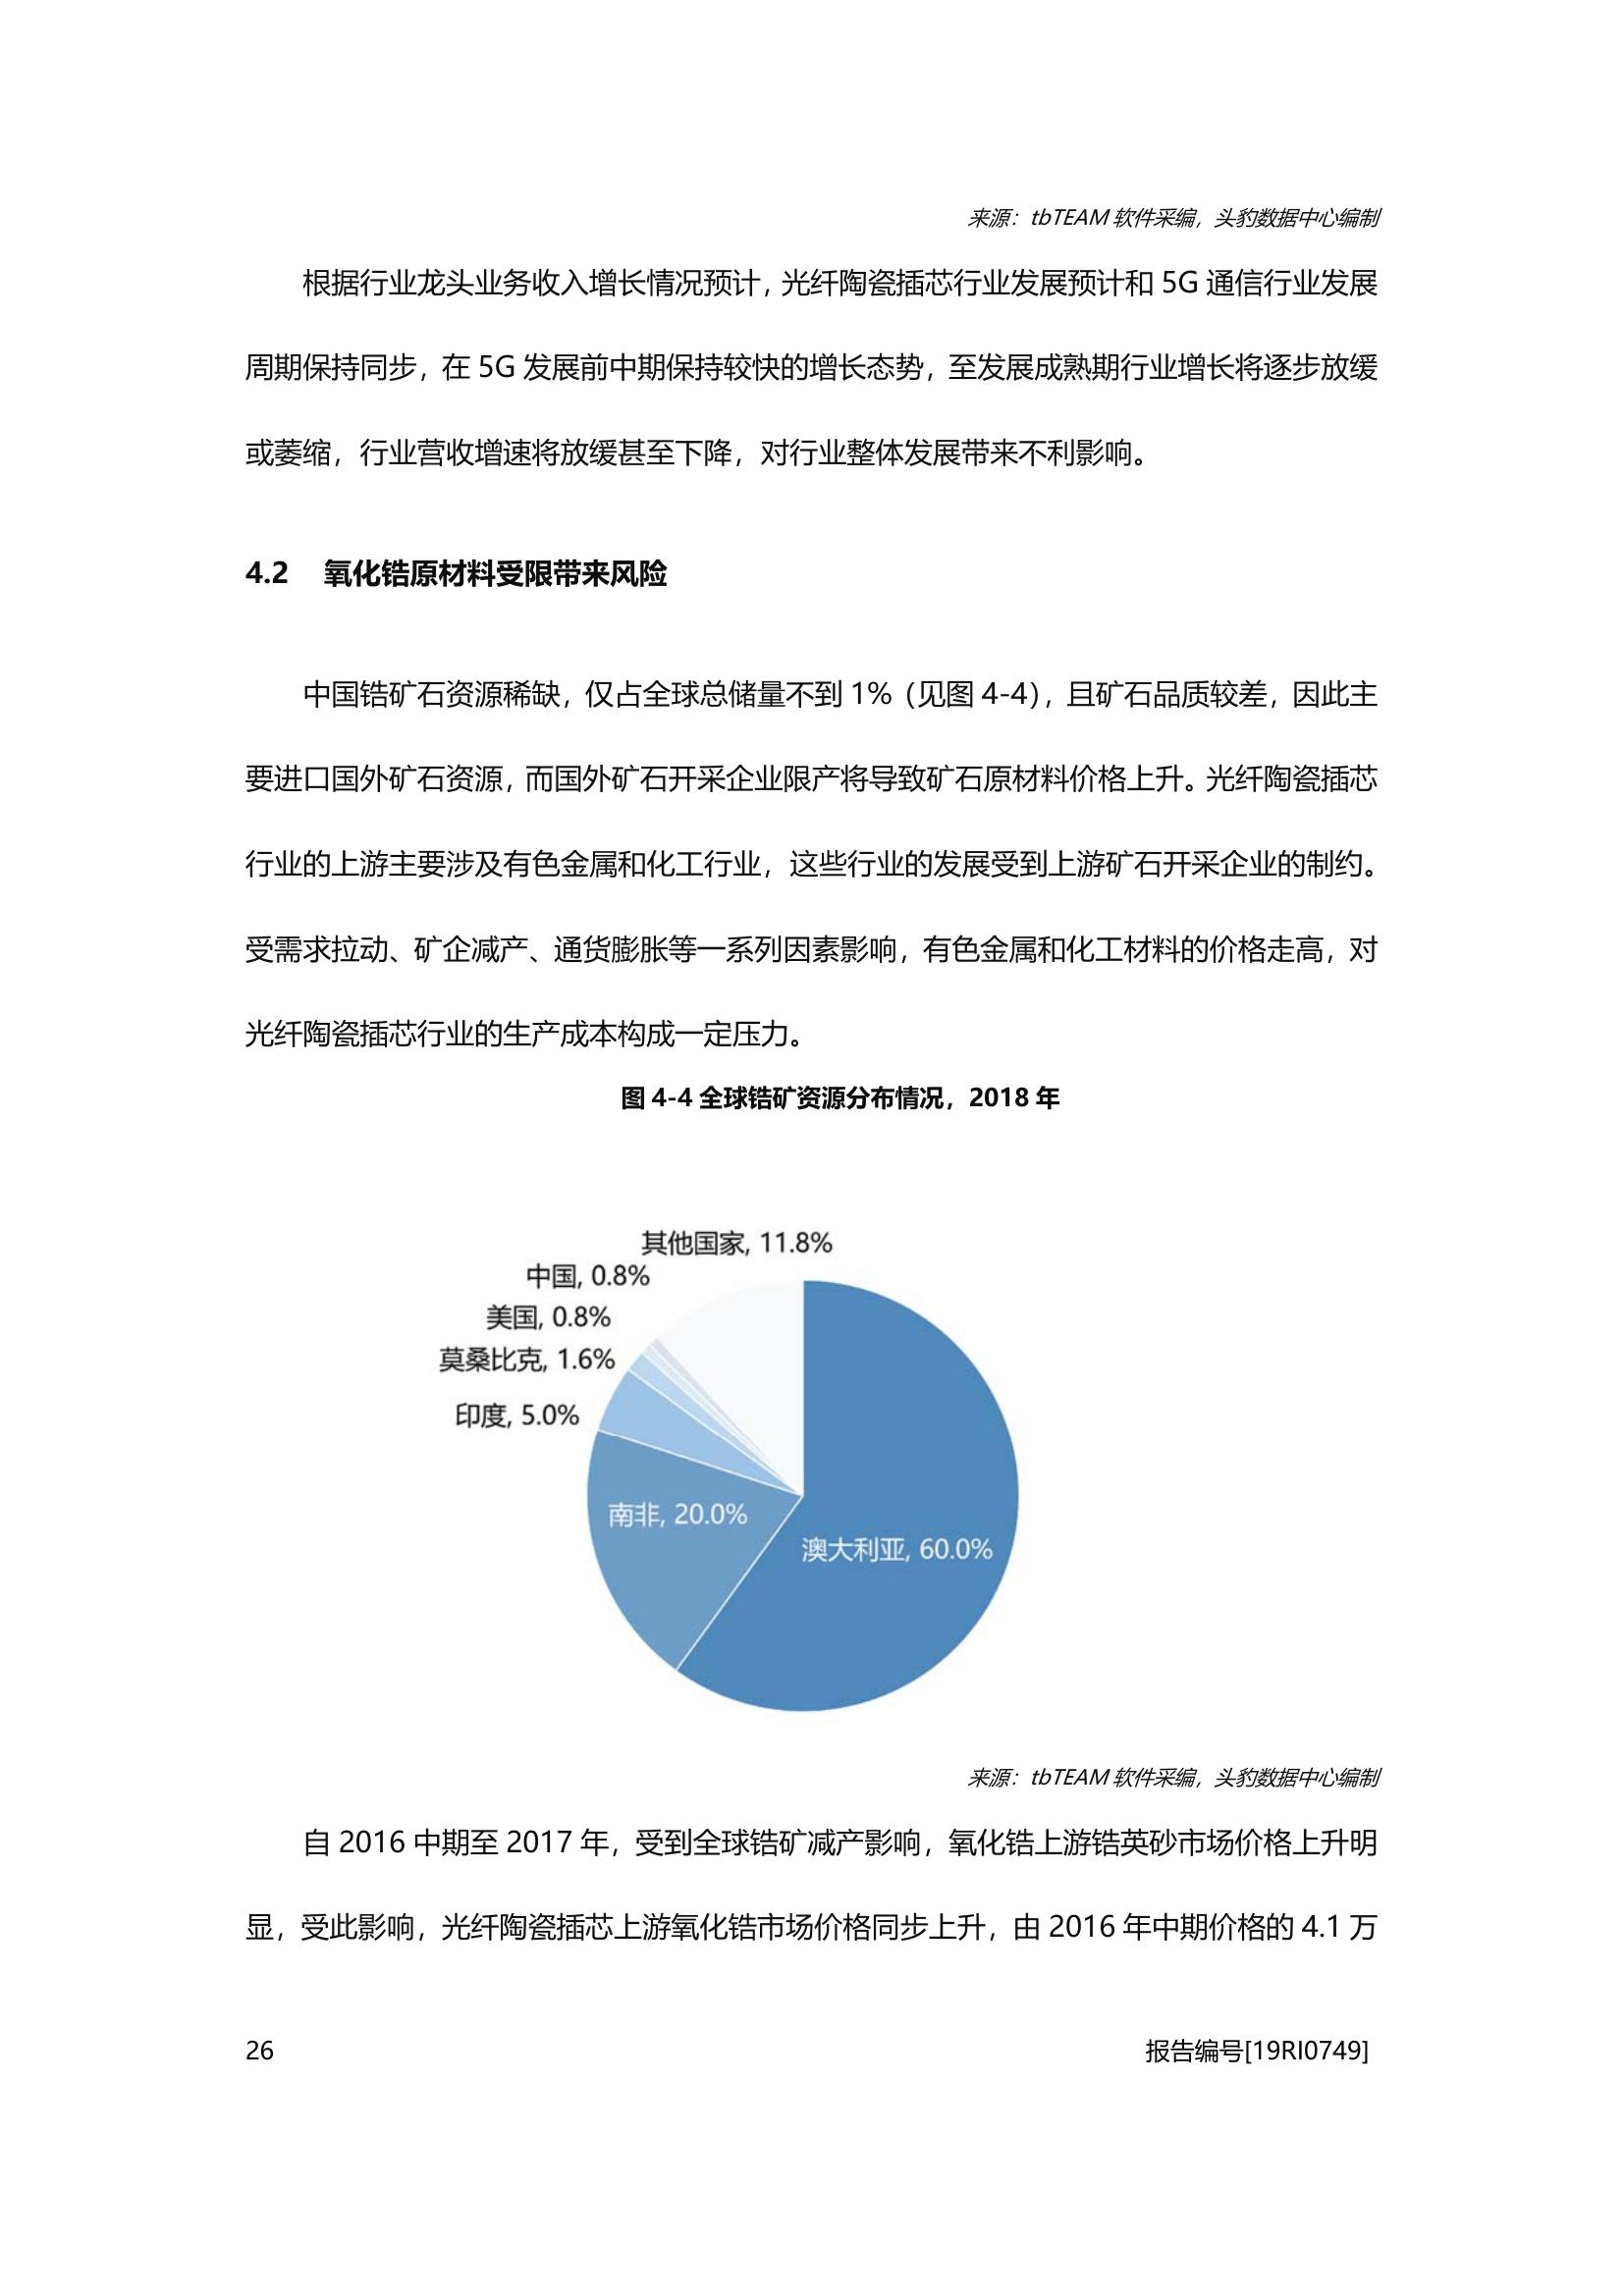 来源：tbTEAM 软件采编，头豹数据中心编制
根据行业龙头业务收入增长情况预计，光纤陶瓷插芯行业发展预计和 5G 通信行业发展
周期保持同步，在 5G 发展前中期保持较快的增长态势，至发展成熟期行业增长将逐步放缓
或萎缩，行业营收增速将放缓甚至下降，对行业整体发展带来不利影响。
4.2 氧化锆原材料受限带来风险
中国锆矿石资源稀缺，仅占全球总储量不到 1%（见图 4-4），且矿石品质较差，因此主
要进口国外矿石资源，而国外矿石开采企业限产将导致矿石原材料价格上升。光纤陶瓷插芯
行业的上游主要涉及有色金属和化工行业，这些行业的发展受到上游矿石开采企业的制约。
受需求拉动、矿企减产、通货膨胀等一系列因素影响，有色金属和化工材料的价格走高，对
光纤陶瓷插芯行业的生产成本构成一定压力。
图 4-4 全球锆矿资源分布情况，2018 年
其他国家, 11.8%
中国, 0.8%
美国, 0.8%
莫桑比克, 1.6%
印度, 5.0%
南非, 20.0%
澳大利亚, 60.0%
来源：tbTEAM 软件采编，头豹数据中心编制
自 2016 中期至 2017 年，受到全球锆矿减产影响，氧化锆上游锆英砂市场价格上升明
显，受此影响，光纤陶瓷插芯上游氧化锆市场价格同步上升，由 2016 年中期价格的 4.1 万
26 报告编号[19RI0749]